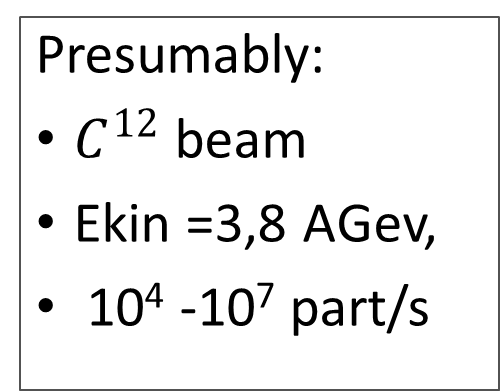 Presumably:
• C¹² beam
• Ekin =3,8 AGev,
• 10⁴ -10⁷ part/s